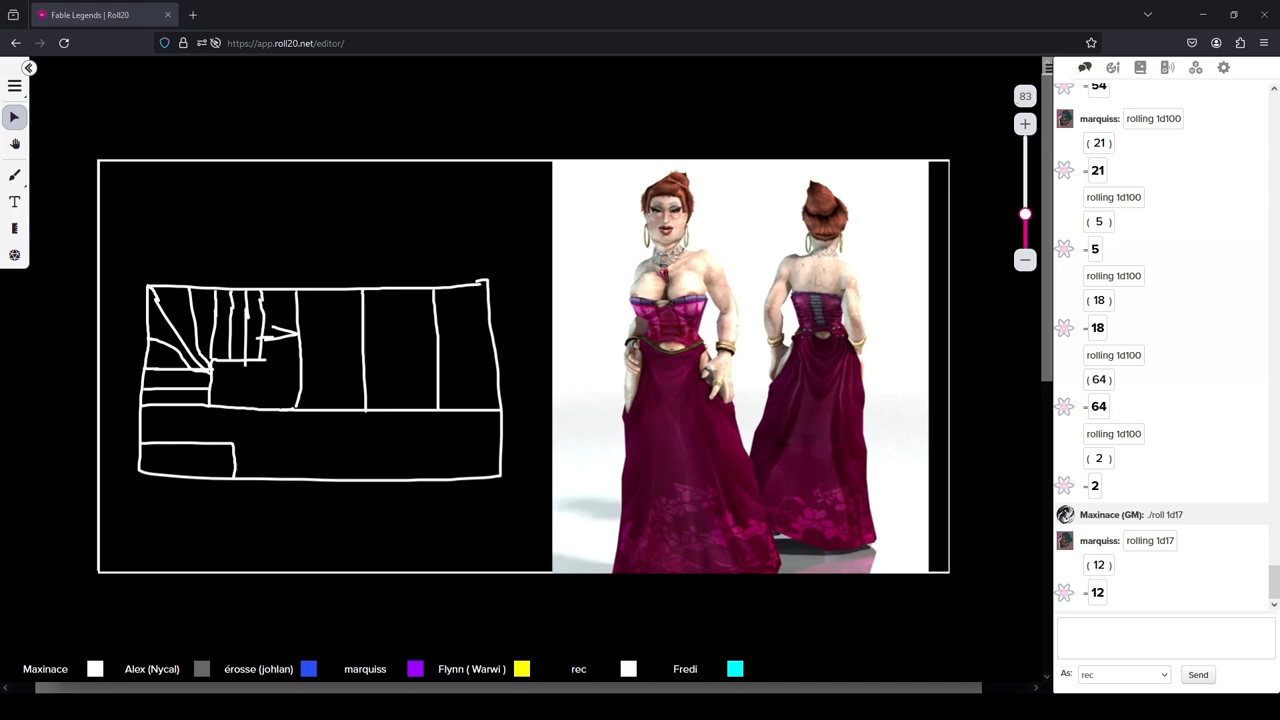 Fable Legends | Roll20
https://app.roll20.net/editor/
83
= 54
marquiss: rolling 1d100
( 21 )
= 21
rolling 1d100
( 5 )
= 5
rolling 1d100
( 18 )
= 18
rolling 1d100
( 64 )
= 64
rolling 1d100
( 2 )
= 2
Maxinace (GM): ./roll 1d17
marquiss: rolling 1d17
( 12 )
= 12
Maxinace Alex (Nycal) érosse (johlan) marquiss Flynn ( Warwi ) rec Fredi
As: rec Send